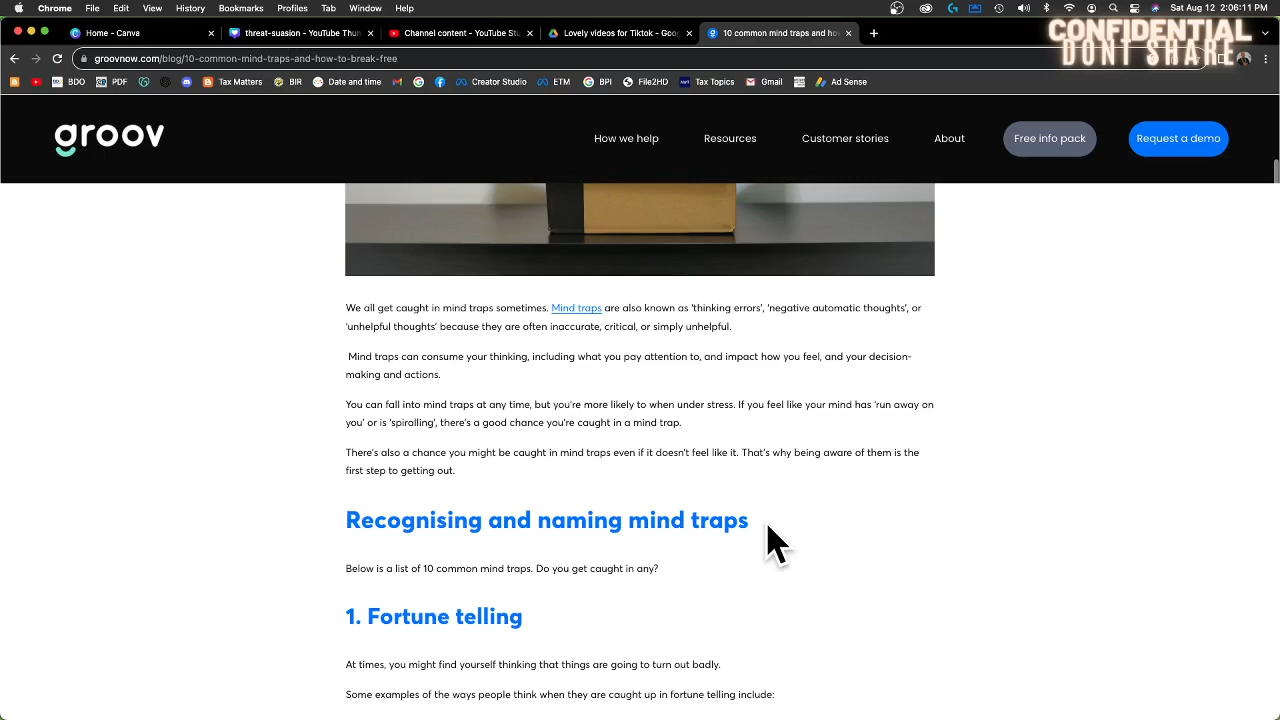 Chrome File Edit View History Bookmarks Profiles Tab Window Help Sat Aug 12 2:06:11 PM
CONFIDENTIAL
DONT SHARE
Home - Canva threat-suasion - YouTube Thun YouTube Channel content - YouTube Stu Lovely videos for Tiktok - Goog 10 common mind traps and how
groovnow.com/blog/10-common-mind-traps-and-how-to-break-free
BDO PDF Tax Matters BIR Date and time Creator Studio ETM BPI File2HD Tax Topics Gmail Ad Sense
groov How we help Resources Customer stories About Free info pack Request a demo
We all get caught in mind traps sometimes. Mind traps are also known as ‘thinking errors’, ‘negative automatic thoughts’, or
‘unhelpful thoughts’ because they are often inaccurate, critical, or simply unhelpful.
Mind traps can consume your thinking, including what you pay attention to, and impact how you feel, and your decision-
making and actions.
You can fall into mind traps at any time, but you’re more likely to when under stress. If you feel like your mind has ‘run away on
you’ or is ‘spiralling’, there’s a good chance you’re caught in a mind trap.
There’s also a chance you might be caught in mind traps even if it doesn’t feel like it. That’s why being aware of them is the
first step to getting out.
Recognising and naming mind traps
Below is a list of 10 common mind traps. Do you get caught in any?
1. Fortune telling
At times, you might find yourself thinking that things are going to turn out badly.
Some examples of the ways people think when they are caught up in fortune telling include: